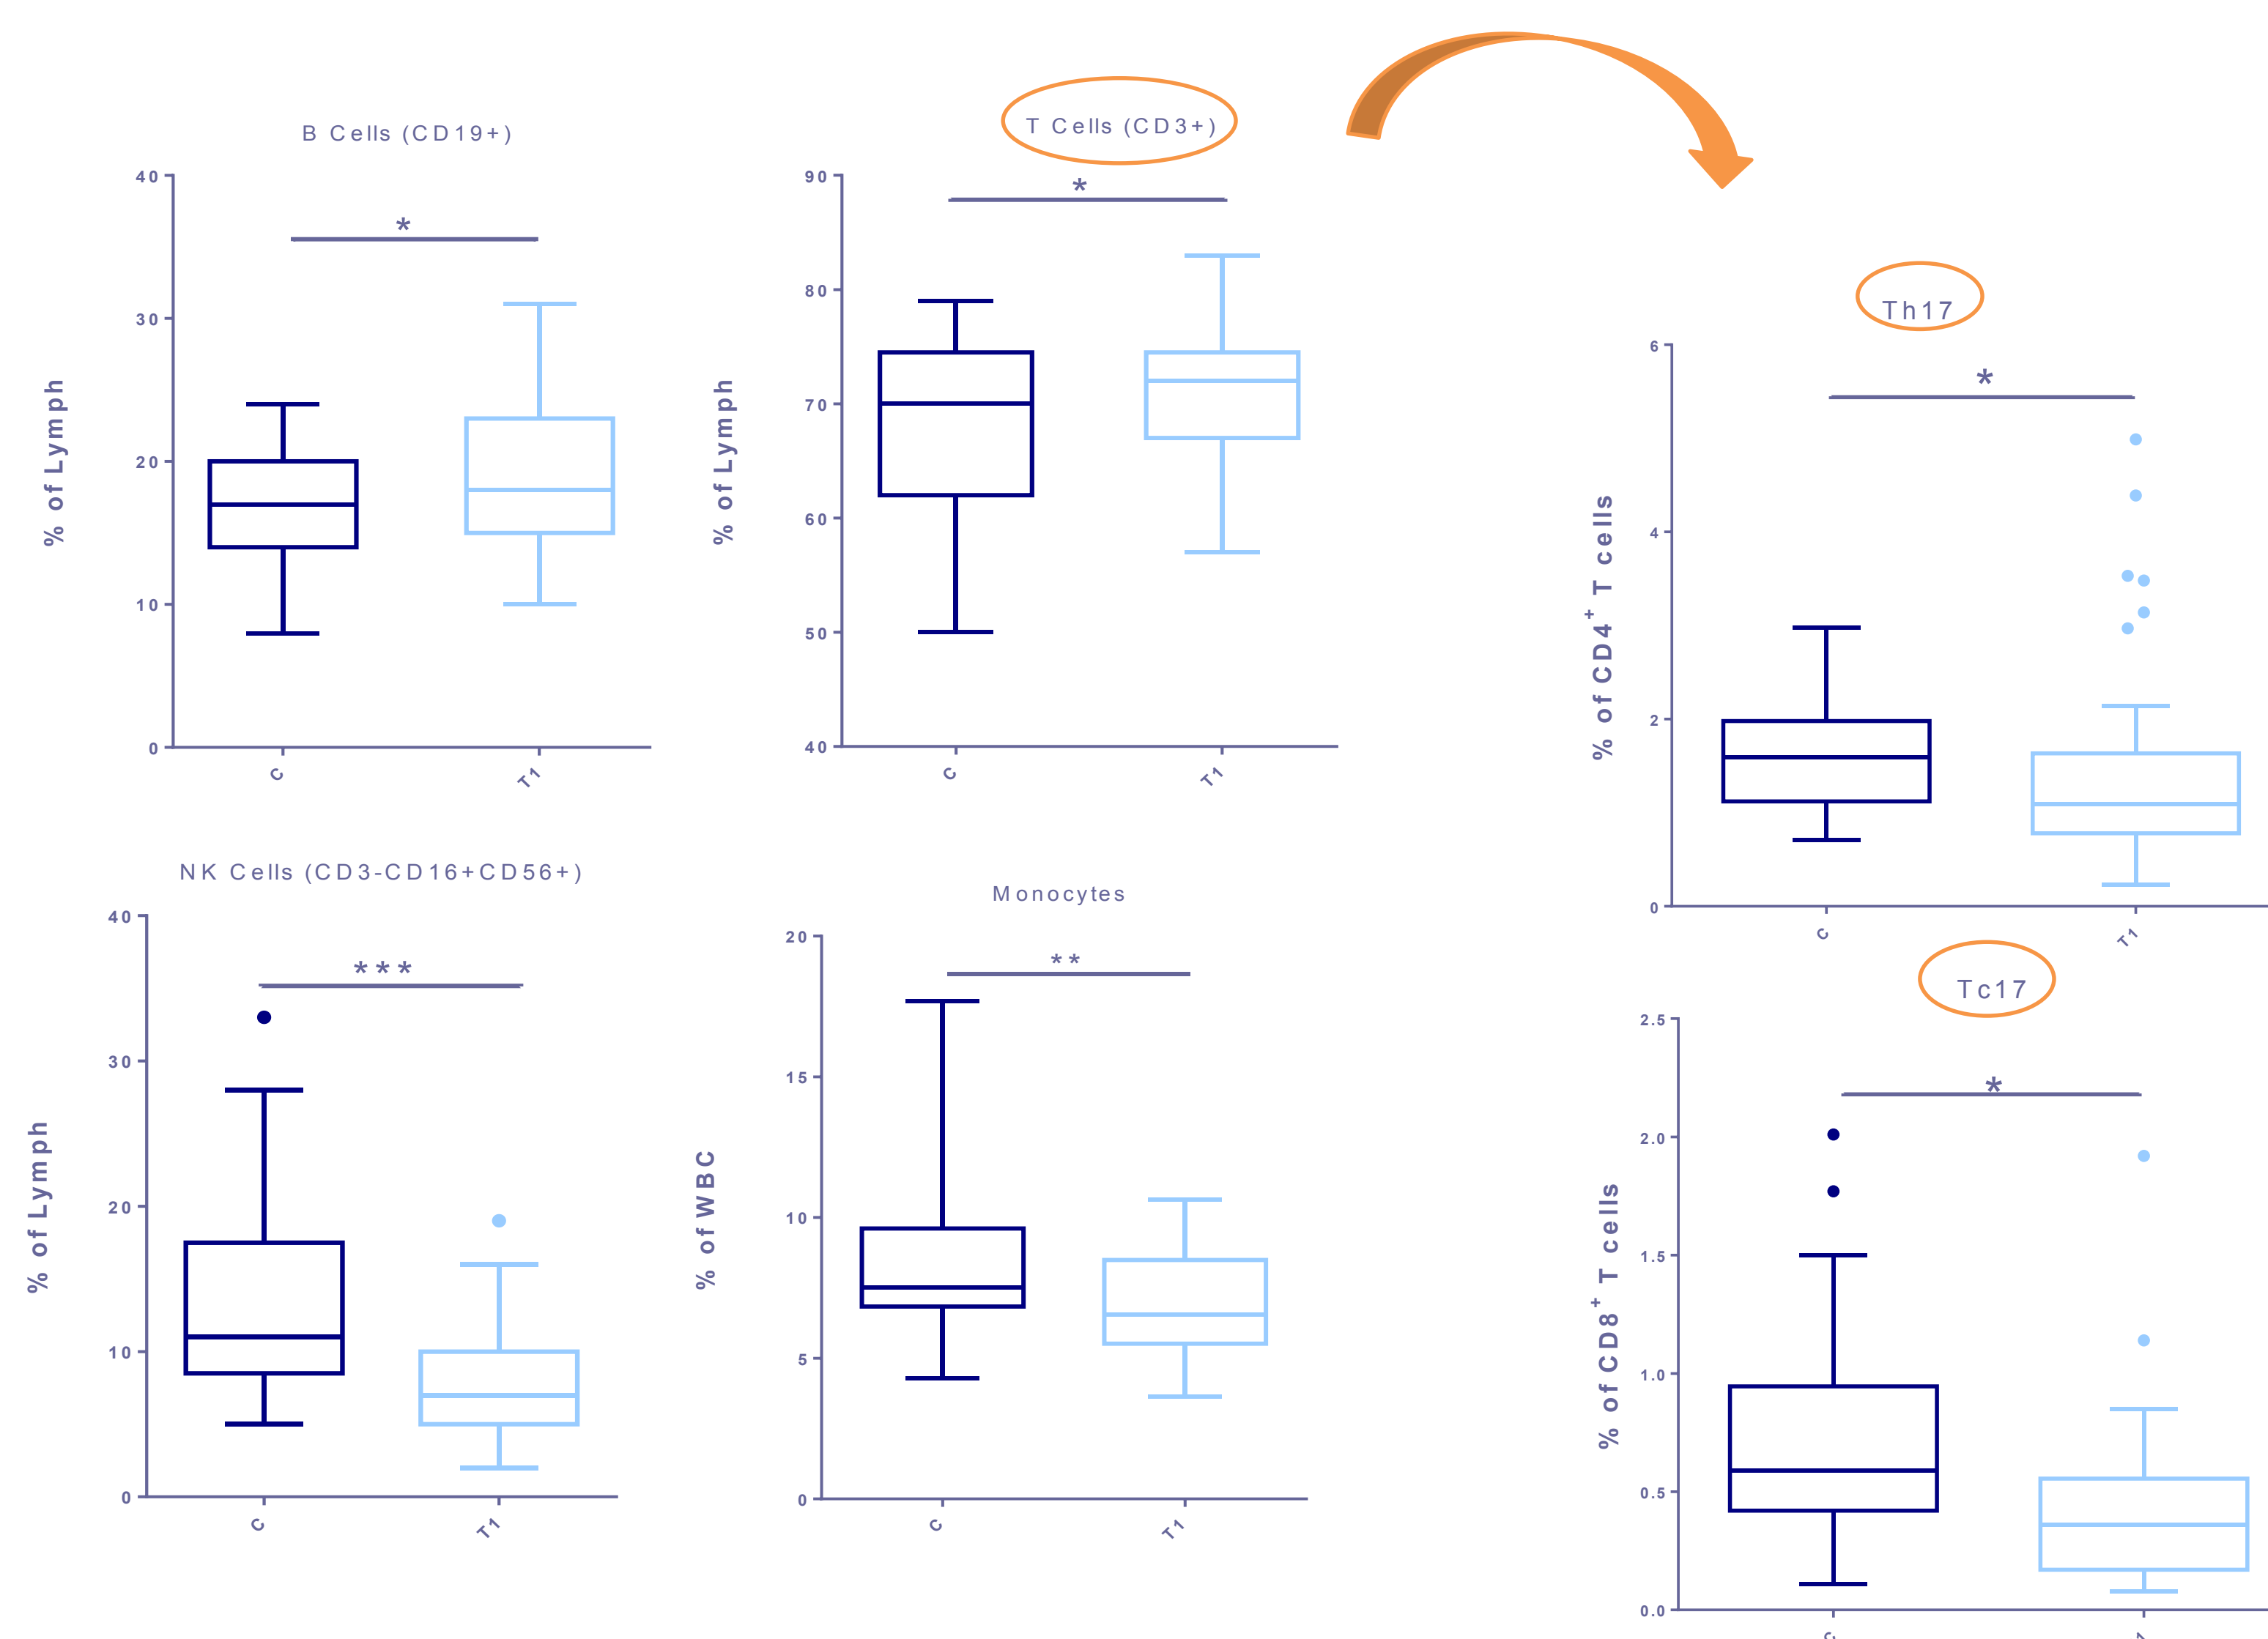 B Cells (CD19+)
% of Lymph
40
30
20
10
0
*
C
T1
T Cells (CD3+)
% of Lymph
90
80
70
60
50
40
*
C
T1
Th17
% of CD4+ T cells
6
4
2
0
*
C
T1
NK Cells (CD3-CD16+CD56+)
% of Lymph
40
30
20
10
0
***
C
T1
Monocytes
% of WBC
20
15
10
5
0
**
C
T1
Tc17
% of CD8+ T cells
2.5
2.0
1.5
1.0
0.5
0.0
*